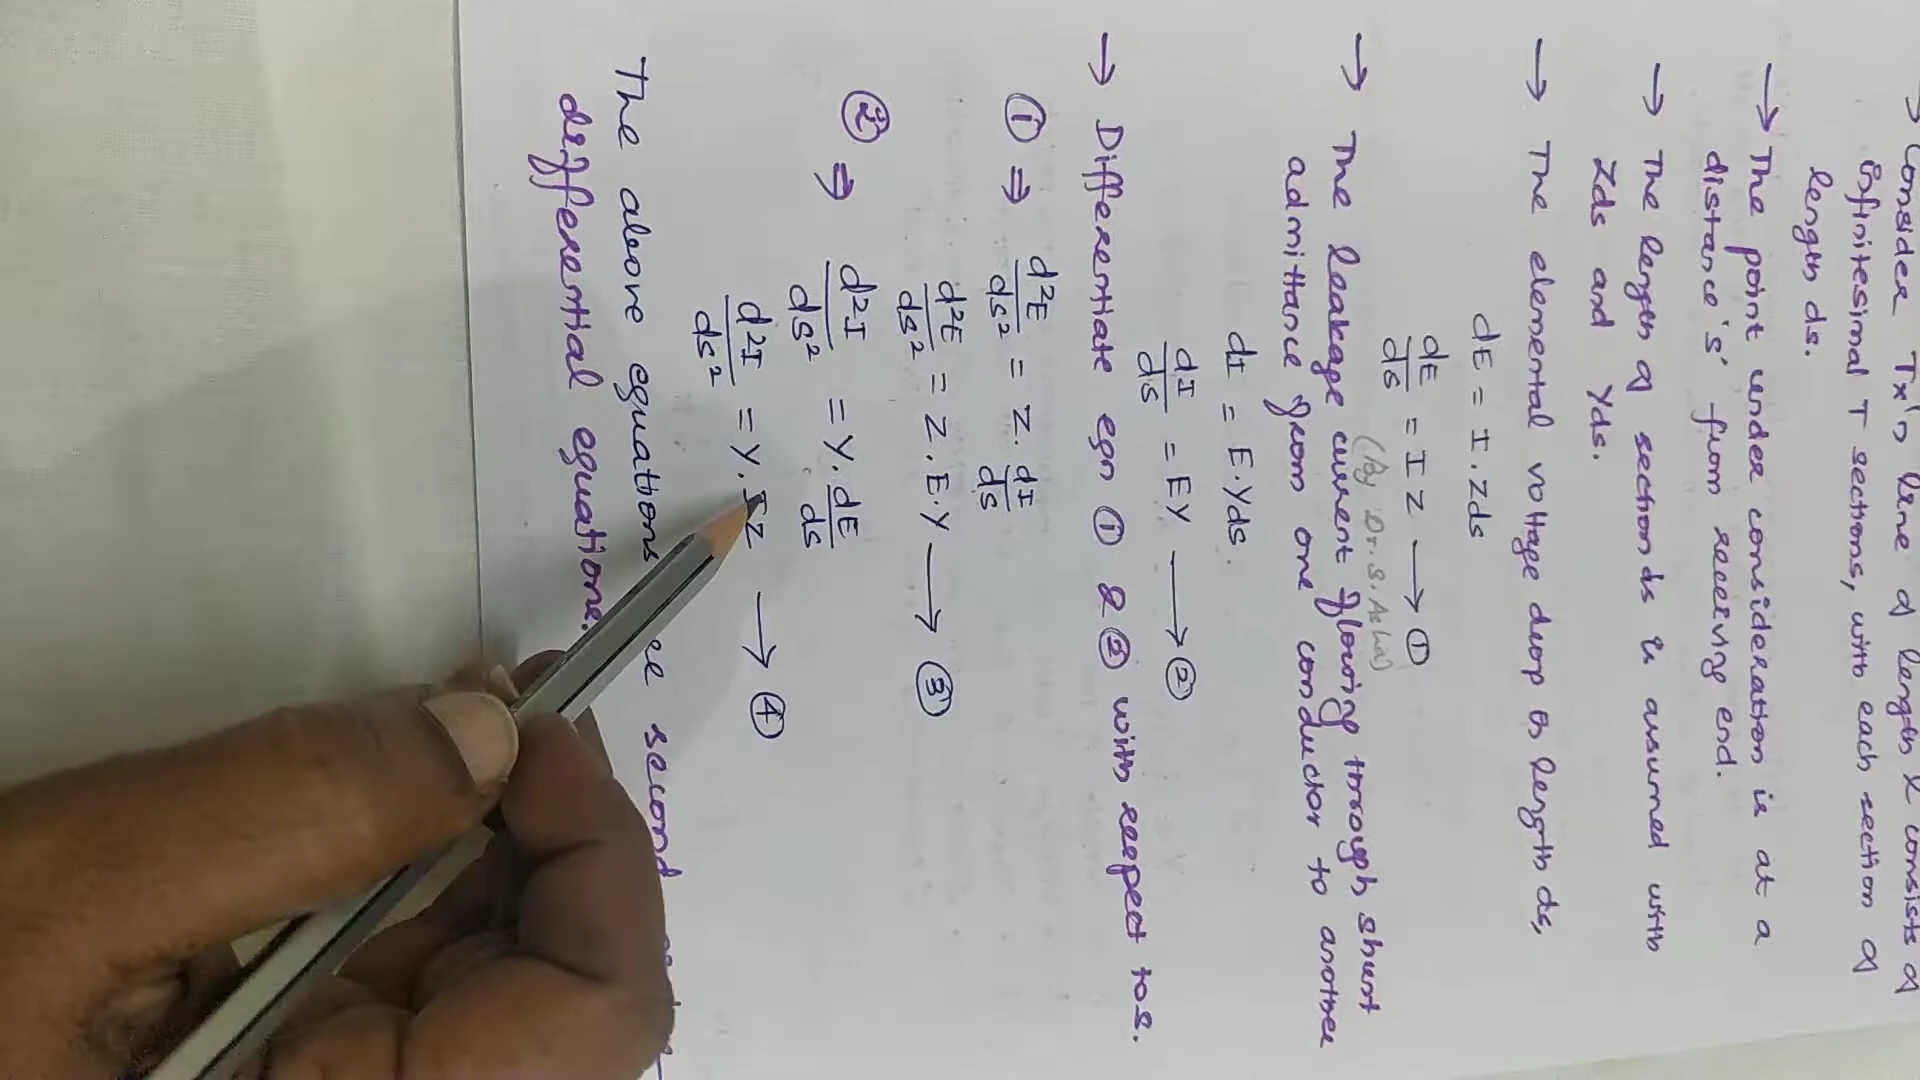 → Consider Tx'n line of length l consists of
infinitesimal T sections, with each section of
length ds.
→ The point under consideration is at a
distance 's' from receiving end.
→ The length of section ds is assumed with
Zds and Yds.
→ The elemental voltage drop in length ds,
dE = I.Zds
dE/ds = IZ → ①
(By Dr.S.Asha)
→ The leakage current flowing through shunt
admittance from one conductor to another
dI = E.Yds.
dI/ds = EY → ②
→ Differentiate eqn ① & ② with respect to s.
① ⇒ d²E/ds² = Z. dI/ds
d²E/ds² = Z.E.Y → ③
② ⇒ d²I/ds² = Y. dE/ds
d²I/ds² = Y. IZ → ④
The above equations second
differential equations.